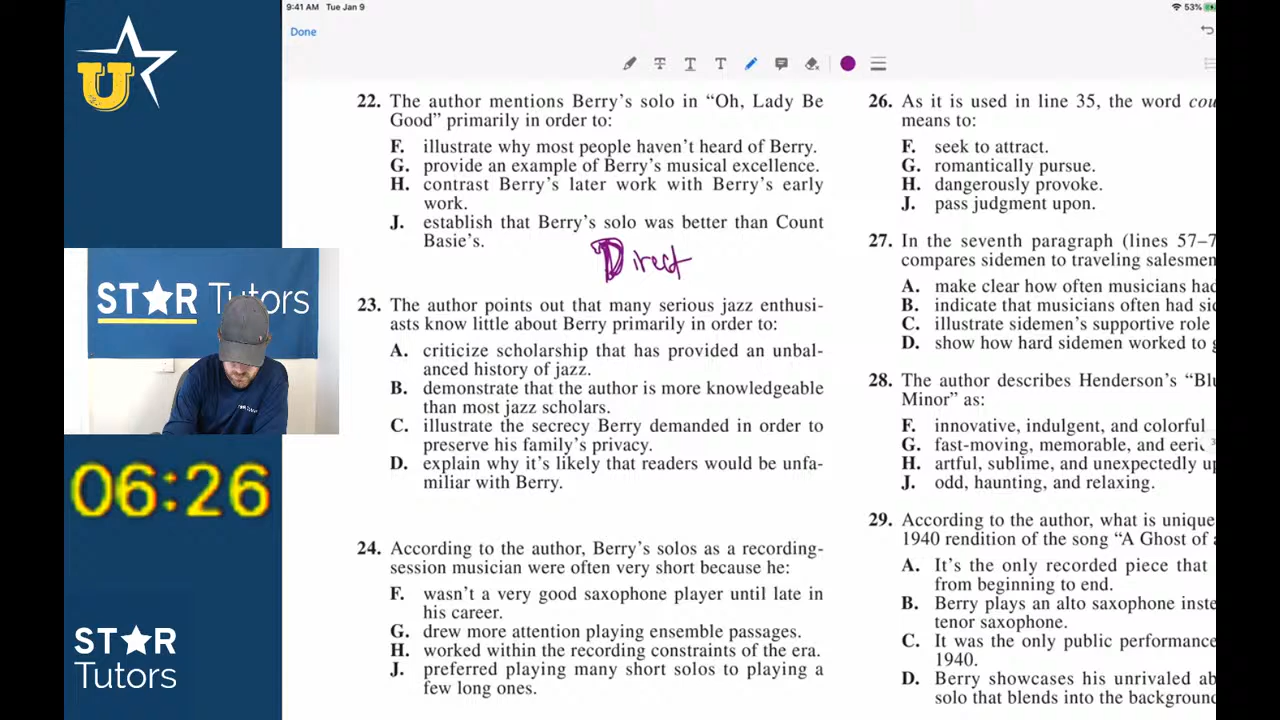 9:41 AM Tue Jan 9
53%
Done
U
22. The author mentions Berry's solo in “Oh, Lady Be
Good” primarily in order to:
F. illustrate why most people haven't heard of Berry.
G. provide an example of Berry's musical excellence.
H. contrast Berry's later work with Berry's early
work.
J. establish that Berry's solo was better than Count
Basie's.
Direct
23. The author points out that many serious jazz enthusi-
asts know little about Berry primarily in order to:
A. criticize scholarship that has provided an unbal-
anced history of jazz.
B. demonstrate that the author is more knowledgeable
than most jazz scholars.
C. illustrate the secrecy Berry demanded in order to
preserve his family's privacy.
D. explain why it's likely that readers would be unfa-
miliar with Berry.
24. According to the author, Berry's solos as a recording-
session musician were often very short because he:
F. wasn't a very good saxophone player until late in
his career.
G. drew more attention playing ensemble passages.
H. worked within the recording constraints of the era.
J. preferred playing many short solos to playing a
few long ones.
26. As it is used in line 35, the word cou
means to:
F. seek to attract.
G. romantically pursue.
H. dangerously provoke.
J. pass judgment upon.
27. In the seventh paragraph (lines 57–7
compares sidemen to traveling salesmen
A. make clear how often musicians had
B. indicate that musicians often had si
C. illustrate sidemen's supportive role
D. show how hard sidemen worked to
28. The author describes Henderson's “Blu
Minor” as:
F. innovative, indulgent, and colorful
G. fast-moving, memorable, and eeri
H. artful, sublime, and unexpectedly u
J. odd, haunting, and relaxing.
29. According to the author, what is unique
1940 rendition of the song “A Ghost of a
A. It's the only recorded piece that
from beginning to end.
B. Berry plays an alto saxophone inste
tenor saxophone.
C. It was the only public performance
1940.
D. Berry showcases his unrivaled ab
solo that blends into the background
STAR Tutors
06:26
STAR
Tutors